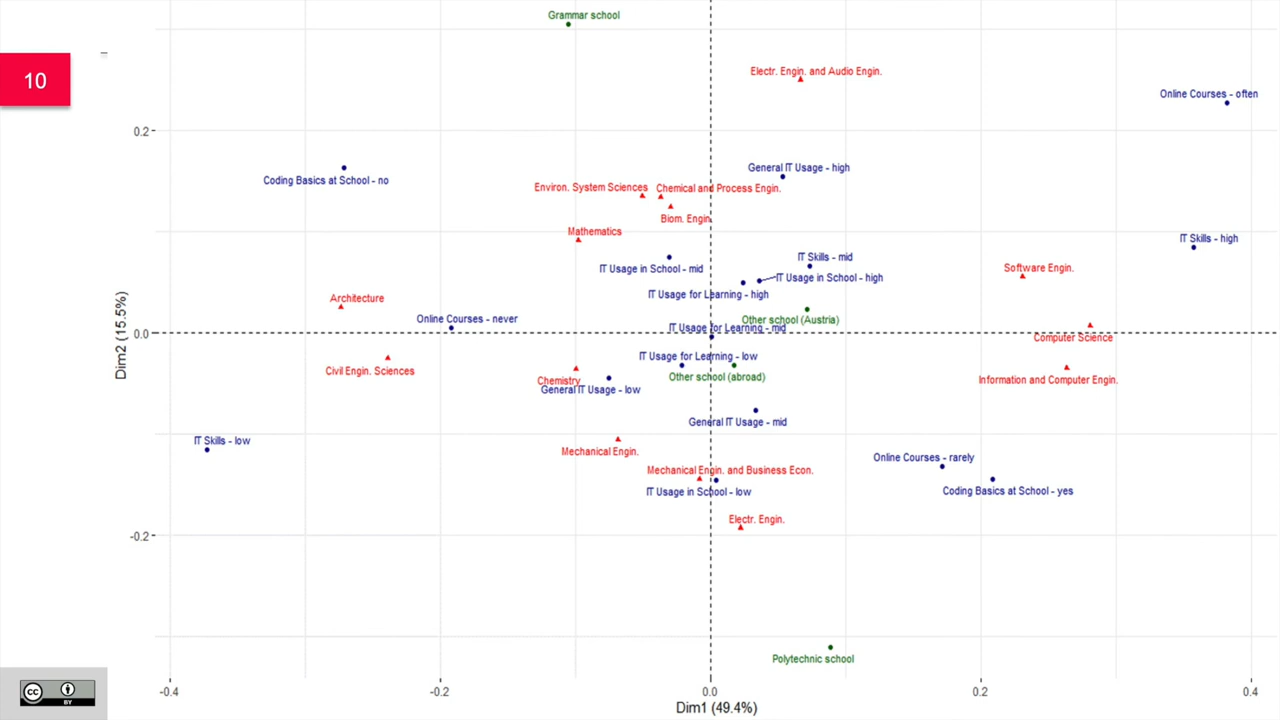 Grammar school
Electr. Engin. and Audio Engin.
10
Online Courses - often
0.2
General IT Usage - high
Coding Basics at School - no
Environ. System Sciences
Chemical and Process Engin.
Biom. Engin.
Mathematics
IT Skills - high
IT Skills - mid
IT Usage in School - mid
Software Engin.
IT Usage in School - high
IT Usage for Learning - high
Architecture
Online Courses - never
Other school (Austria)
IT Usage for Learning - mid
0.0
Computer Science
Dim2 (15.5%)
IT Usage for Learning - low
Civil Engin. Sciences
Other school (abroad)
Chemistry
Information and Computer Engin.
General IT Usage - low
General IT Usage - mid
IT Skills - low
Mechanical Engin.
Online Courses - rarely
Mechanical Engin. and Business Econ.
IT Usage in School - low
Coding Basics at School - yes
Electr. Engin.
-0.2
Polytechnic school
-0.4
-0.2
0.0
0.2
0.4
Dim1 (49.4%)
CC
BY